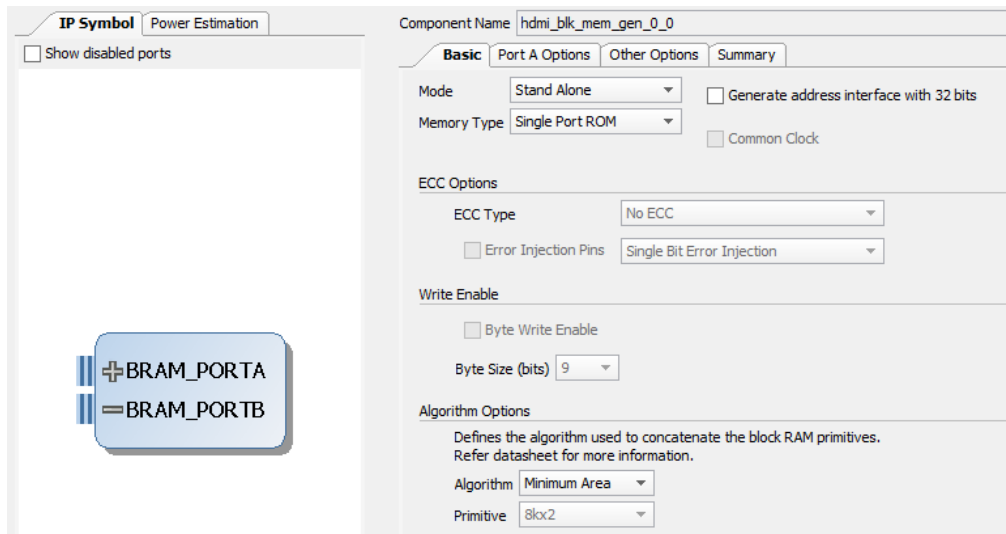 IP Symbol Power Estimation
Show disabled ports
BRAM_PORTA
BRAM_PORTB
Component Name hdmi_blk_mem_gen_0_0
Basic Port A Options Other Options Summary
Mode Stand Alone Generate address interface with 32 bits
Memory Type Single Port ROM
Common Clock
ECC Options
ECC Type No ECC
Error Injection Pins Single Bit Error Injection
Write Enable
Byte Write Enable
Byte Size (bits) 9
Algorithm Options
Defines the algorithm used to concatenate the block RAM primitives.
Refer datasheet for more information.
Algorithm Minimum Area
Primitive 8kx2